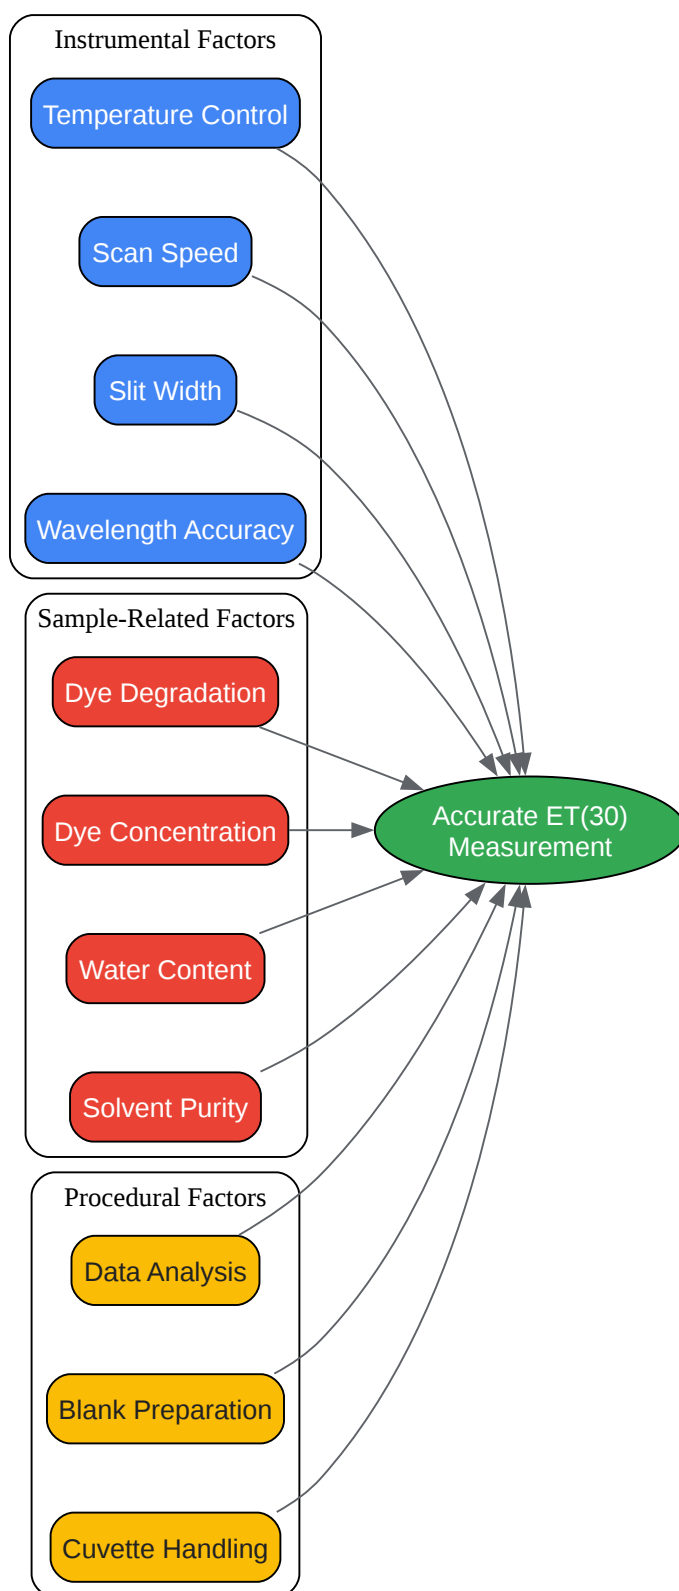 Instrumental Factors
Temperature Control
Scan Speed
Slit Width
Wavelength Accuracy
Sample-Related Factors
Dye Degradation
Dye Concentration
Water Content
Solvent Purity
Accurate ET(30)
Measurement
Procedural Factors
Data Analysis
Blank Preparation
Cuvette Handling